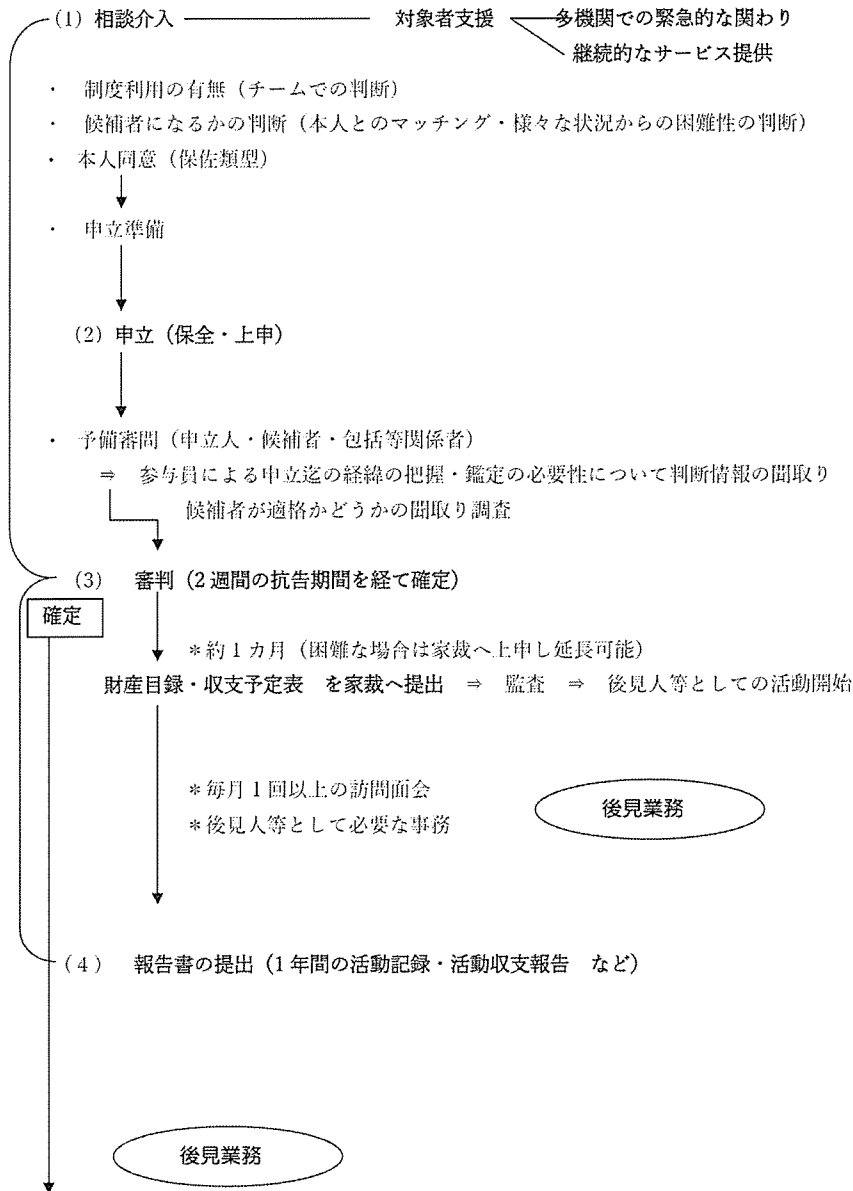 (1) 相談介入 対象者支援 多機関での緊急的な関わり
継続的なサービス提供
・ 制度利用の有無（チームでの判断）
・ 候補者になるかの判断（本人とのマッチング・様々な状況からの困難性の判断）
・ 本人同意（保佐類型）
・ 申立準備
(2) 申立（保全・上申）
・ 予備審問（申立人・候補者・包括等関係者）
⇒ 参与員による申立迄の経緯の把握・鑑定の必要性について判断情報の聞取り
候補者が適格かどうかの聞取り調査
(3) 審判（2週間の抗告期間を経て確定）
確定
＊約1カ月（困難な場合は家裁へ上申し延長可能）
財産目録・収支予定表 を家裁へ提出 ⇒ 監査 ⇒ 後見人等としての活動開始
＊毎月1回以上の訪問面会
＊後見人等として必要な事務
後見業務
(4) 報告書の提出（1年間の活動記録・活動収支報告 など）
後見業務